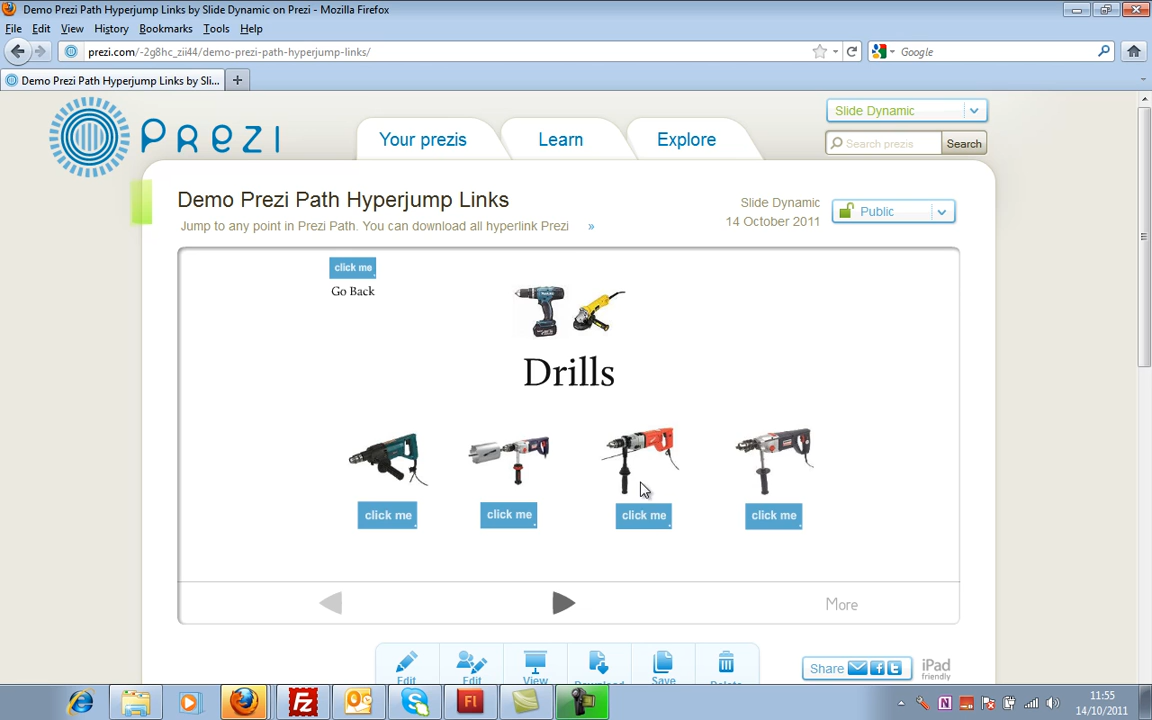 Demo Prezi Path Hyperjump Links by Slide Dynamic on Prezi - Mozilla Firefox
File Edit View History Bookmarks Tools Help
prezi.com/-2g8hc_zii44/demo-prezi-path-hyperjump-links/
Google
Demo Prezi Path Hyperjump Links by Sli...
PREZI
Your prezis
Learn
Explore
Slide Dynamic
Search prezis
Search
Demo Prezi Path Hyperjump Links
Jump to any point in Prezi Path. You can download all hyperlink Prezi »
Slide Dynamic
14 October 2011
Public
click me
Go Back
Drills
click me click me click me click me
More
Edit Edit View Download Save Delete
Share
iPad
friendly
11:55
14/10/2011